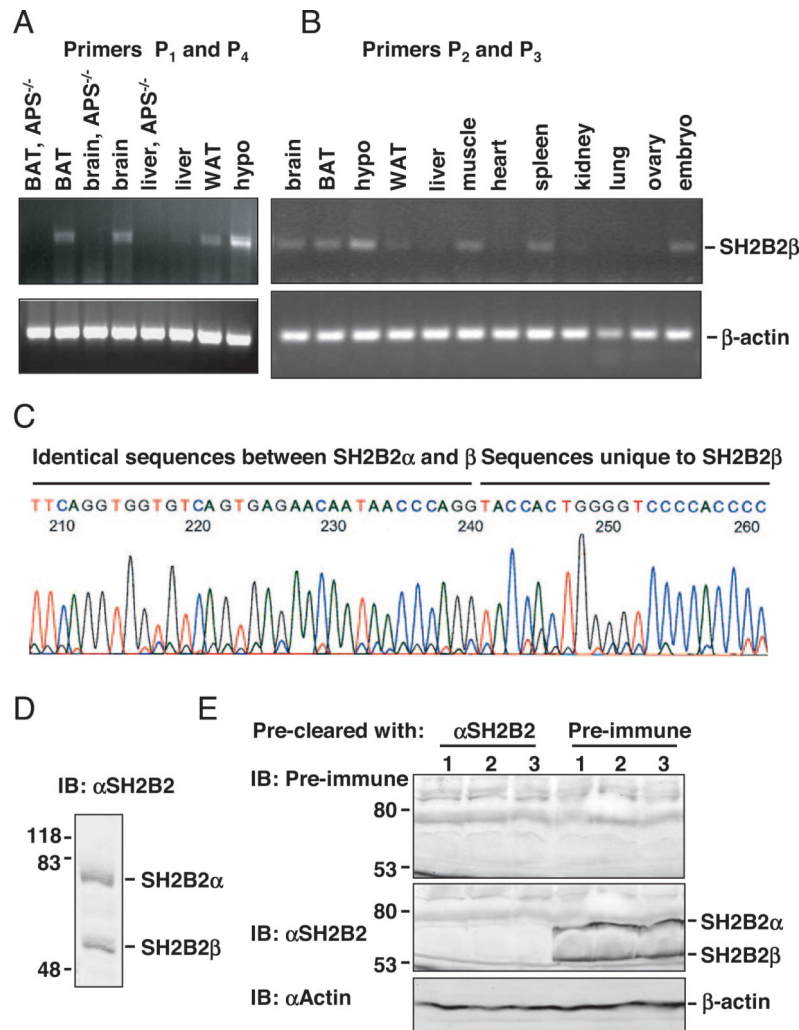 A
Primers P1 and P4
BAT, APS-/-
BAT
brain, APS-/-
brain
liver, APS-/-
liver
WAT
hypo
B
Primers P2 and P3
brain
BAT
hypo
WAT
liver
muscle
heart
spleen
kidney
lung
ovary
embryo
SH2B2β
β-actin
C
Identical sequences between SH2B2α and β Sequences unique to SH2B2β
TTCAGGTGGTGTCAGTGAGAACAATAACCCAGGTACCACTGGGGTCCCCACCCC
210 220 230 240 250 260
D
IB: αSH2B2
118
83
48
SH2B2α
SH2B2β
E
Pre-cleared with: αSH2B2 Pre-immune
1 2 3 1 2 3
IB: Pre-immune
80
53
IB: αSH2B2
80
53
SH2B2α
SH2B2β
IB: αActin
β-actin